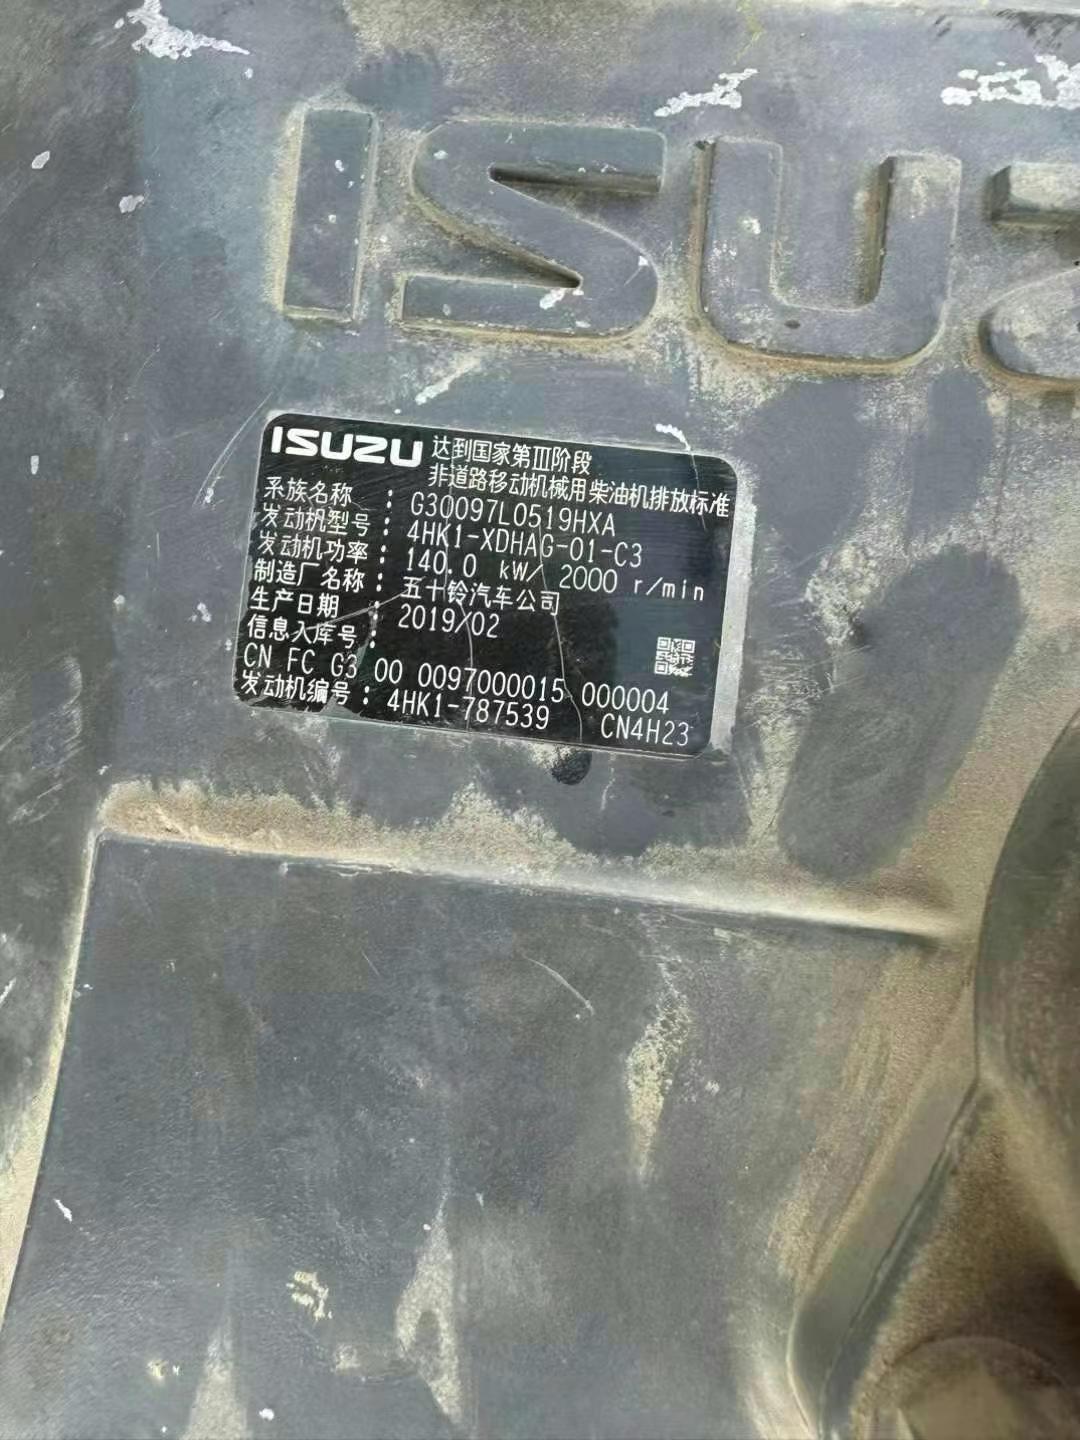 ISUZ
ISUZU 达到国家第Ⅲ阶段
非道路移动机械用柴油机排放标准
系族名称 : G30097L0519HXA
发动机型号 : 4HK1-XDHAG-01-C3
发动机功率 : 140.0 kW/ 2000 r/min
制造厂名称 : 五十铃汽车公司
生产日期 : 2019/02
信息入库号 :
CN FC G3 00 0097000015 000004
发动机编号 : 4HK1-787539 CN4H23